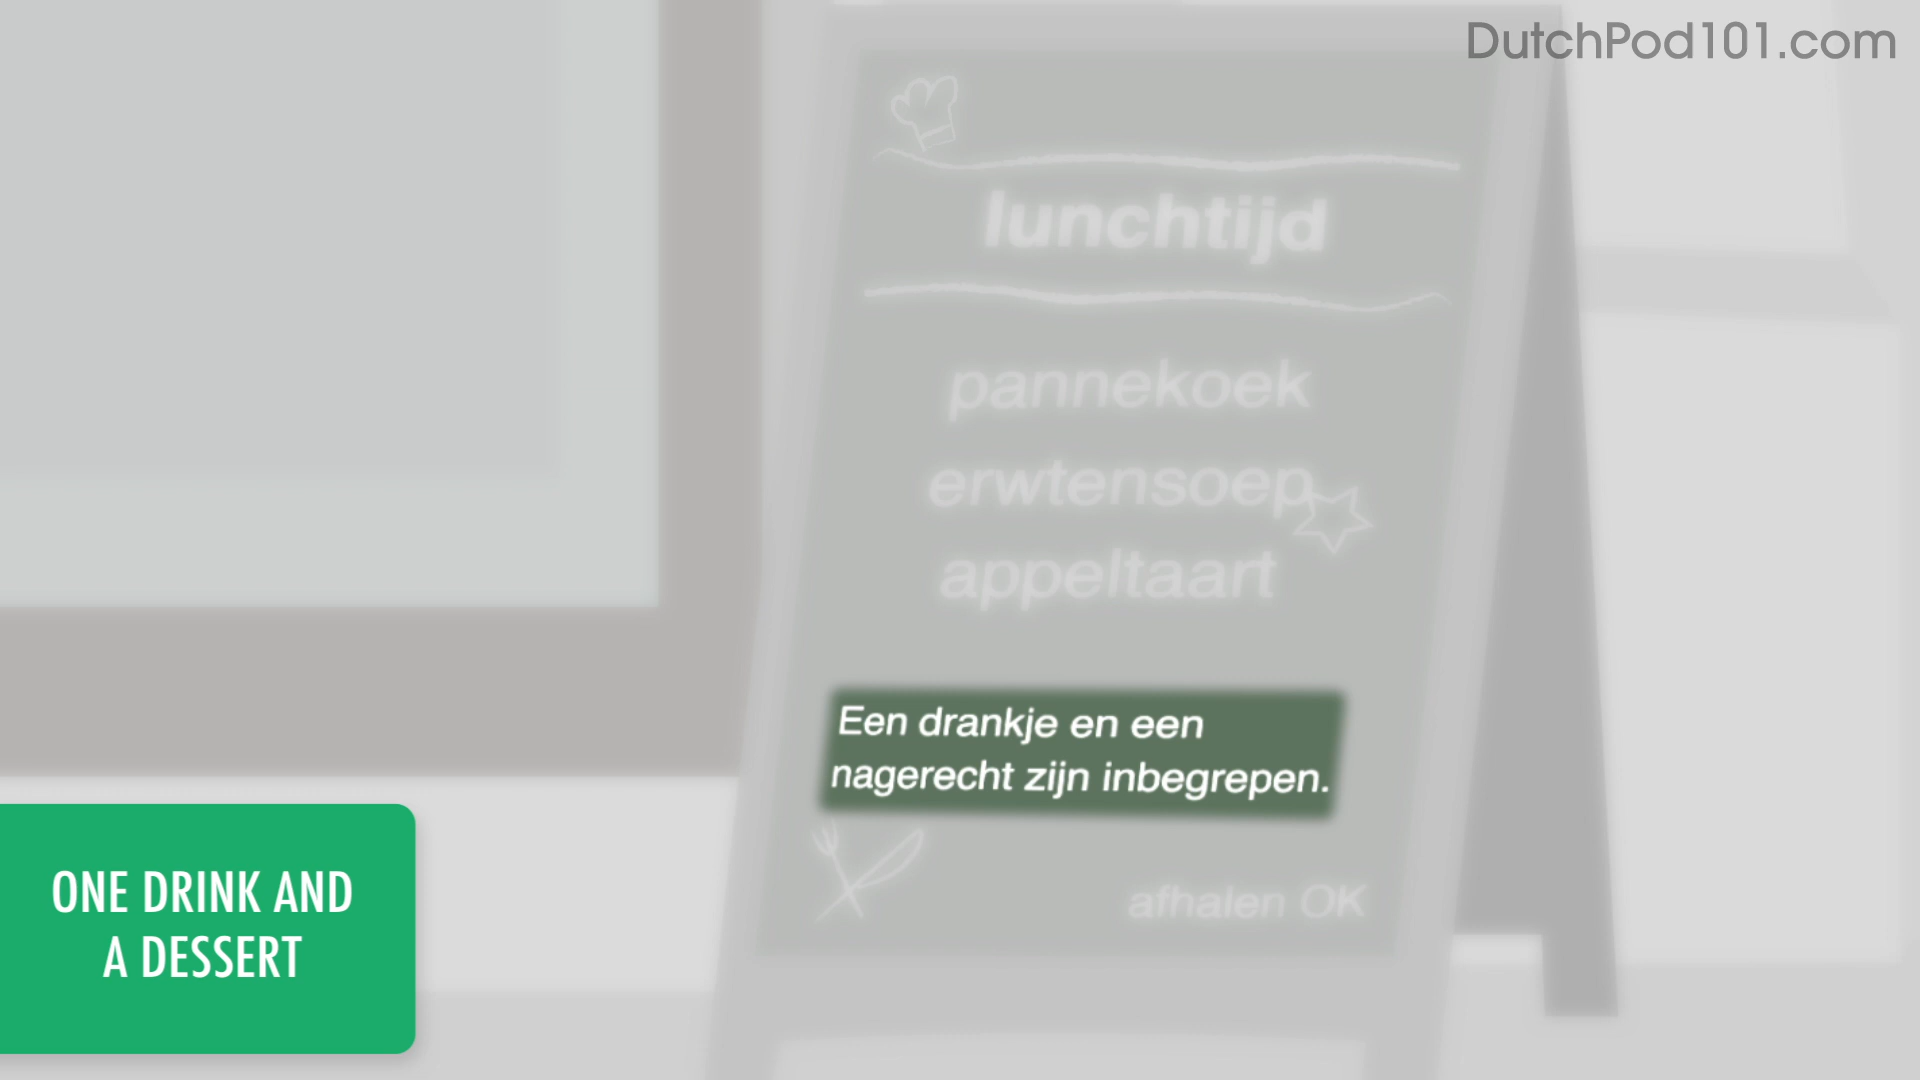 DutchPod101.com
lunchtijd
pannekoek
erwtensoep
appeltaart
Een drankje en een
nagerecht zijn inbegrepen.
afhalen OK
ONE DRINK AND
A DESSERT